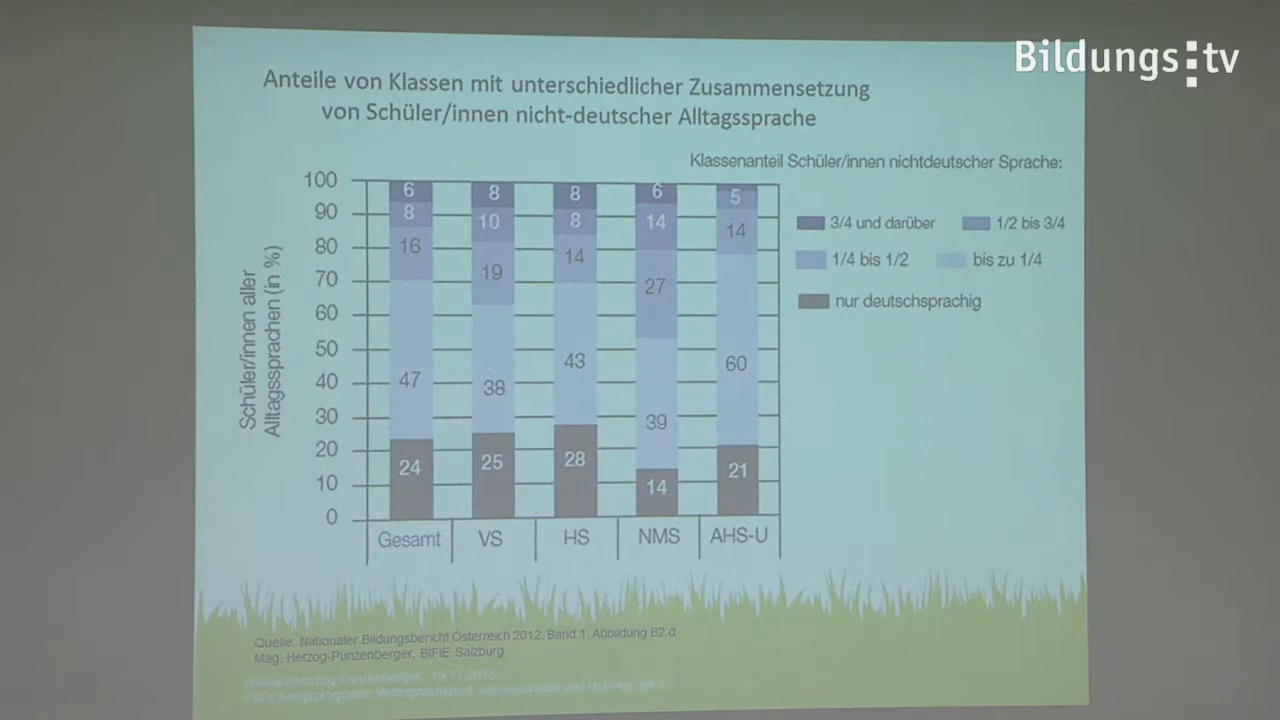 Bildungs:tv
Anteile von Klassen mit unterschiedlicher Zusammensetzung
von Schüler/innen nicht-deutscher Alltagssprache
Klassenanteil Schüler/innen nichtdeutscher Sprache:
3/4 und darüber 1/2 bis 3/4
1/4 bis 1/2 bis zu 1/4
nur deutschsprachig
Schüler/innen aller
Alltagssprachen (in %)
100
90
80
70
60
50
40
30
20
10
0
6 8 8 6 5
8 10 8 14 14
16 19 14 27
47 38 43 39 60
24 25 28 14 21
Gesamt VS HS NMS AHS-U
Quelle: Nationaler Bildungsbericht Österreich 2012, Band 1, Abbildung B2.d
Mag. Herzog-Punzenberger, BIFIE Salzburg